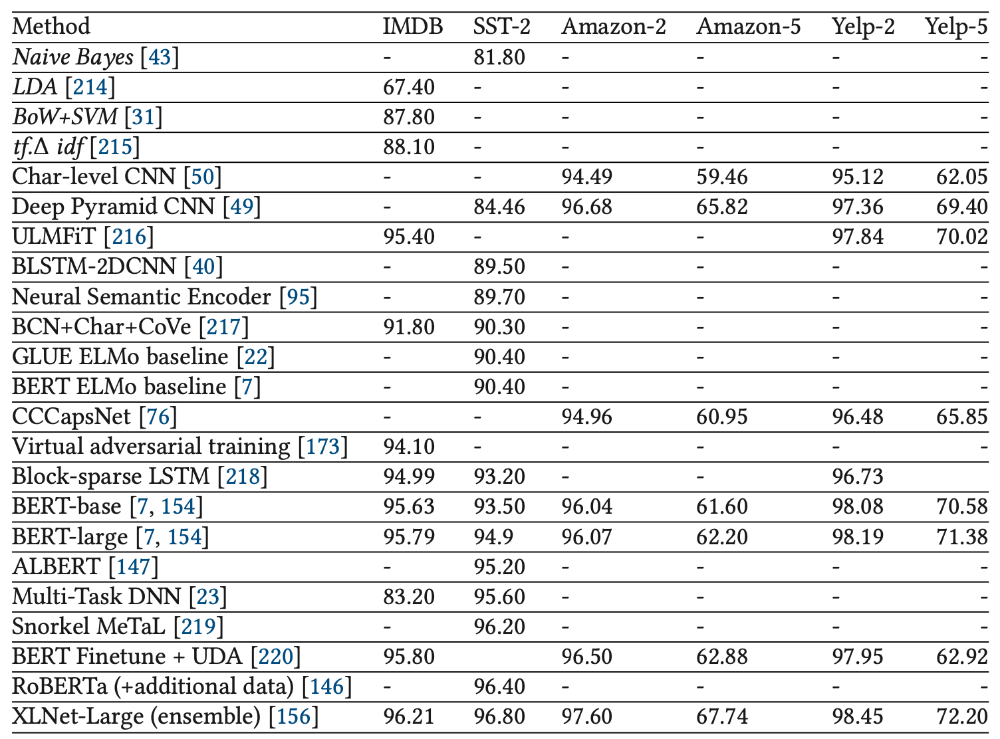 Method IMDB SST-2 Amazon-2 Amazon-5 Yelp-2 Yelp-5
Naive Bayes [43] - 81.80 - - - -
LDA [214] 67.40 - - - - -
BoW+SVM [31] 87.80 - - - - -
tf.Δ idf [215] 88.10 - - - - -
Char-level CNN [50] - - 94.49 59.46 95.12 62.05
Deep Pyramid CNN [49] - 84.46 96.68 65.82 97.36 69.40
ULMFiT [216] 95.40 - - - 97.84 70.02
BLSTM-2DCNN [40] - 89.50 - - - -
Neural Semantic Encoder [95] - 89.70 - - - -
BCN+Char+CoVe [217] 91.80 90.30 - - - -
GLUE ELMo baseline [22] - 90.40 - - - -
BERT ELMo baseline [7] - 90.40 - - - -
CCCapsNet [76] - - 94.96 60.95 96.48 65.85
Virtual adversarial training [173] 94.10 - - - - -
Block-sparse LSTM [218] 94.99 93.20 - - 96.73
BERT-base [7, 154] 95.63 93.50 96.04 61.60 98.08 70.58
BERT-large [7, 154] 95.79 94.9 96.07 62.20 98.19 71.38
ALBERT [147] - 95.20 - - - -
Multi-Task DNN [23] 83.20 95.60 - - - -
Snorkel MeTaL [219] - 96.20 - - - -
BERT Finetune + UDA [220] 95.80 - 96.50 62.88 97.95 62.92
RoBERTa (+additional data) [146] - 96.40 - - - -
XLNet-Large (ensemble) [156] 96.21 96.80 97.60 67.74 98.45 72.20